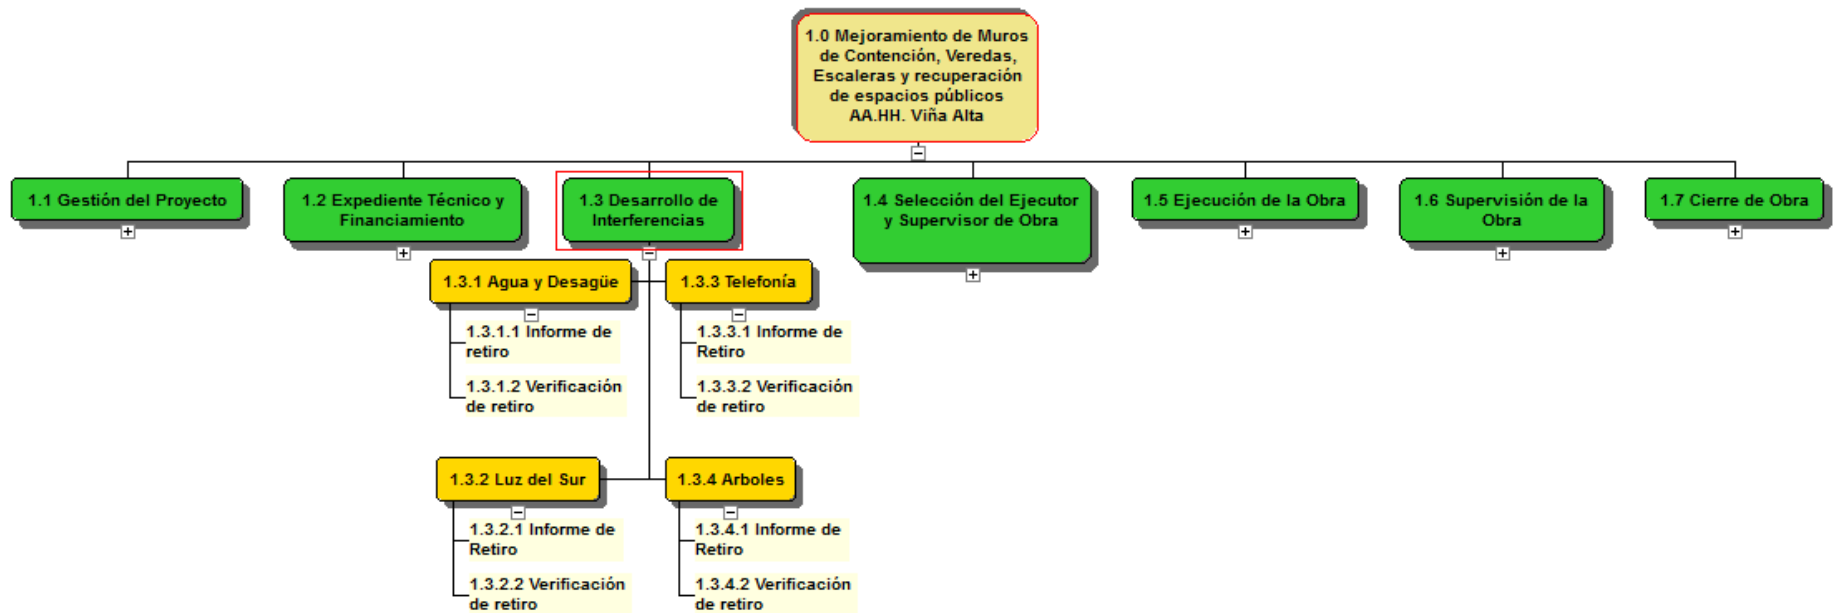 1.0 Mejoramiento de Muros
de Contención, Veredas,
Escaleras y recuperación
de espacios públicos
AA.HH. Viña Alta
1.1 Gestión del Proyecto
1.2 Expediente Técnico y
Financiamiento
1.3 Desarrollo de
Interferencias
1.4 Selección del Ejecutor
y Supervisor de Obra
1.5 Ejecución de la Obra
1.6 Supervisión de la
Obra
1.7 Cierre de Obra
1.3.1 Agua y Desagüe
1.3.1.1 Informe de
retiro
1.3.1.2 Verificación
de retiro
1.3.3 Telefonía
1.3.3.1 Informe de
Retiro
1.3.3.2 Verificación
de retiro
1.3.2 Luz del Sur
1.3.2.1 Informe de
Retiro
1.3.2.2 Verificación
de retiro
1.3.4 Arboles
1.3.4.1 Informe de
Retiro
1.3.4.2 Verificación
de retiro